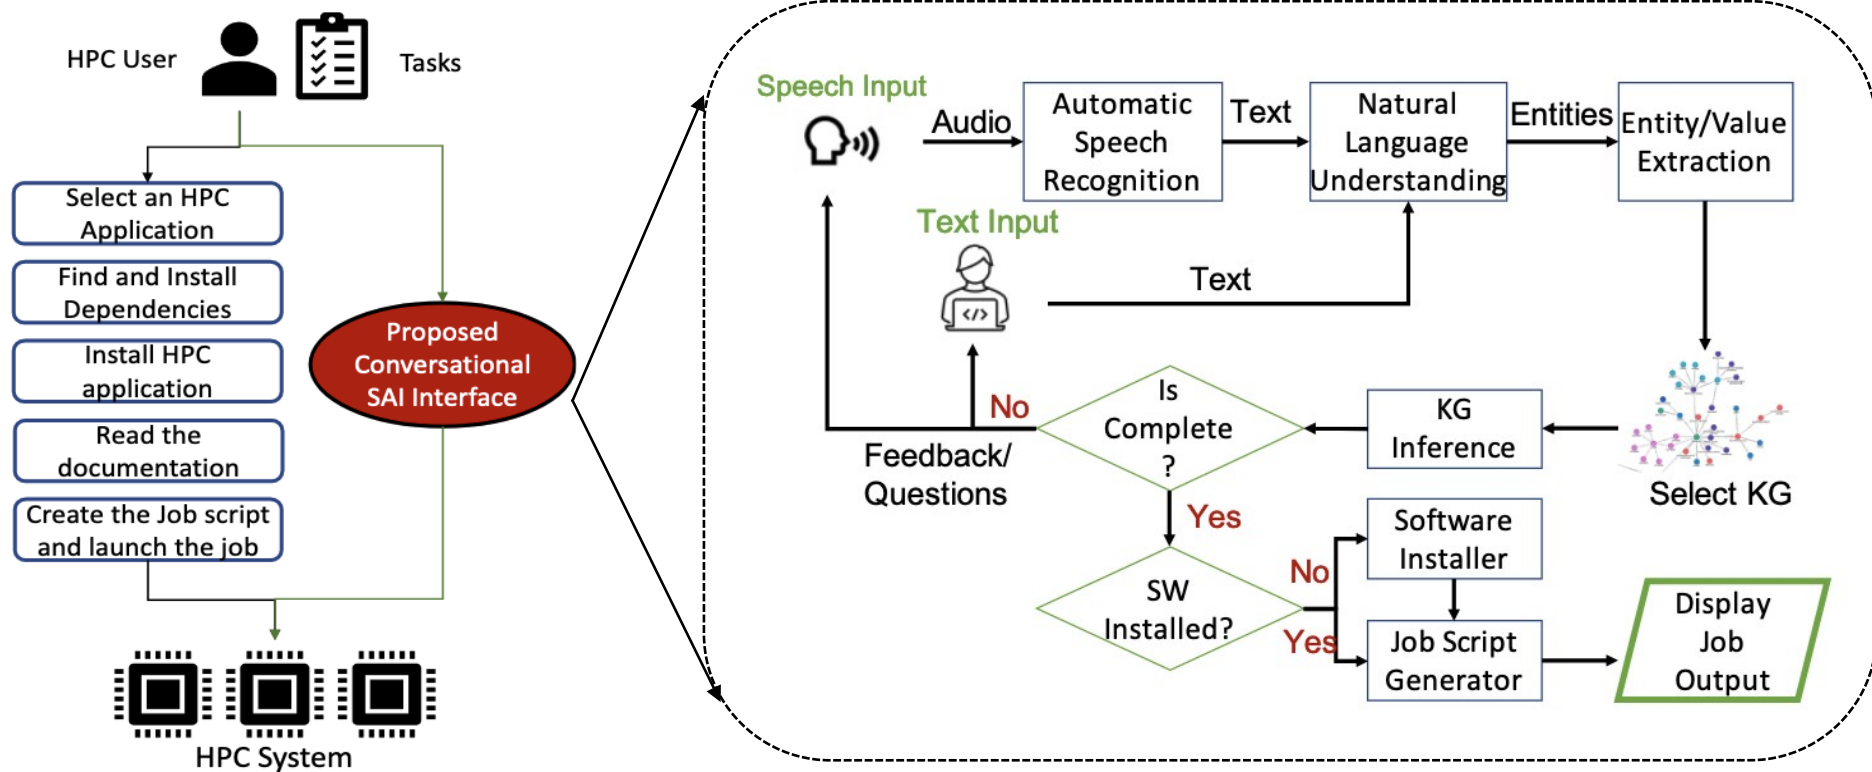 HPC User
Tasks
Select an HPC
Application
Find and Install
Dependencies
Install HPC
application
Read the
documentation
Create the Job script
and launch the job
Proposed
Conversational
SAI Interface
HPC System
Speech Input
Audio
Automatic
Speech
Recognition
Text
Natural
Language
Understanding
Entities
Entity/Value
Extraction
Text Input
</>
Text
Select KG
KG
Inference
Is
Complete
?
No
Feedback/
Questions
Yes
SW
Installed?
No
Yes
Software
Installer
Job Script
Generator
Display
Job
Output